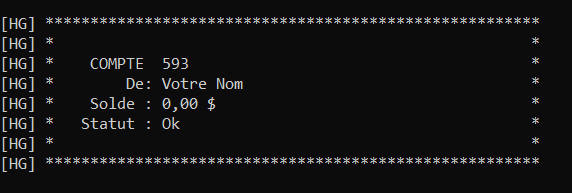 [HG] *******************************************************
[HG] *                                                     *
[HG] *    COMPTE  593                                      *
[HG] *        De: Votre Nom                                *
[HG] *    Solde : 0,00 $                                   *
[HG] *   Statut : Ok                                       *
[HG] *                                                     *
[HG] *******************************************************